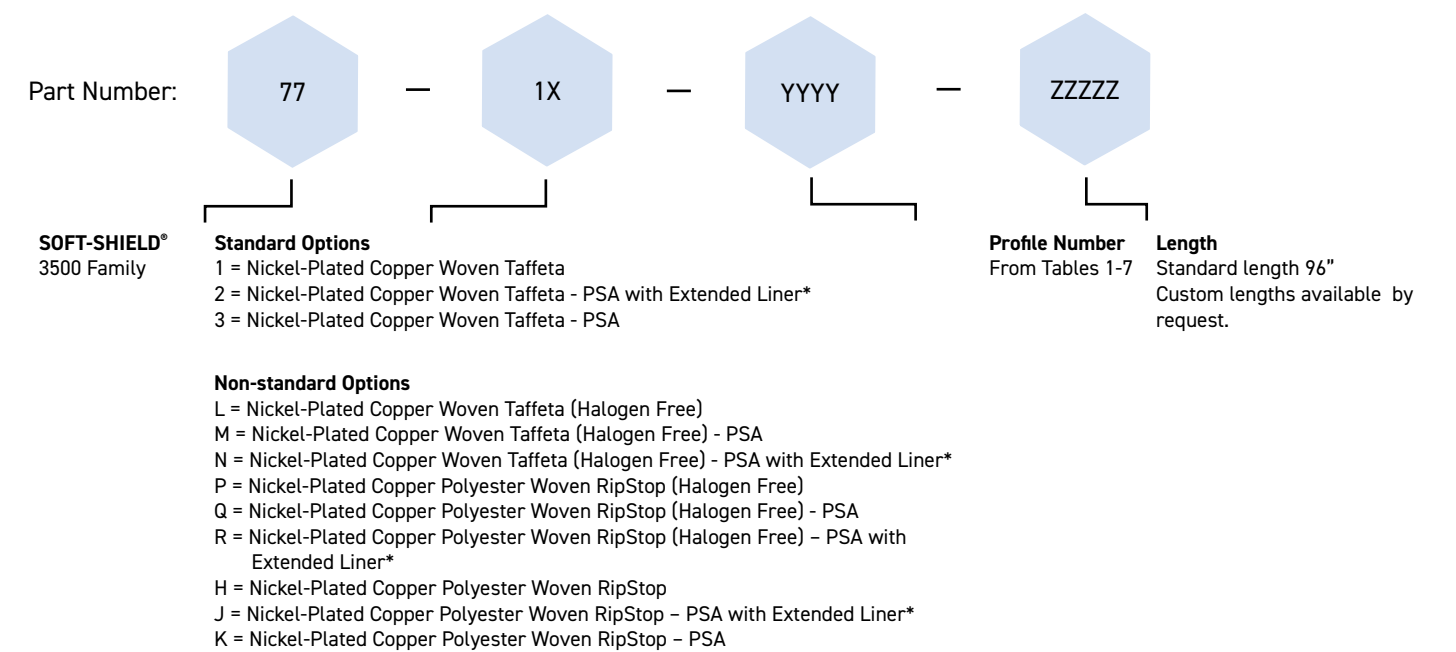 Part Number:
77 — 1X — YYYY — ZZZZZ
SOFT-SHIELD®
3500 Family
Standard Options
1 = Nickel-Plated Copper Woven Taffeta
2 = Nickel-Plated Copper Woven Taffeta - PSA with Extended Liner*
3 = Nickel-Plated Copper Woven Taffeta - PSA
Non-standard Options
L = Nickel-Plated Copper Woven Taffeta (Halogen Free)
M = Nickel-Plated Copper Woven Taffeta (Halogen Free) - PSA
N = Nickel-Plated Copper Woven Taffeta (Halogen Free) - PSA with Extended Liner*
P = Nickel-Plated Copper Polyester Woven RipStop (Halogen Free)
Q = Nickel-Plated Copper Polyester Woven RipStop (Halogen Free) - PSA
R = Nickel-Plated Copper Polyester Woven RipStop (Halogen Free) – PSA with
Extended Liner*
H = Nickel-Plated Copper Polyester Woven RipStop
J = Nickel-Plated Copper Polyester Woven RipStop – PSA with Extended Liner*
K = Nickel-Plated Copper Polyester Woven RipStop – PSA
Profile Number
From Tables 1-7
Length
Standard length 96”
Custom lengths available by
request.